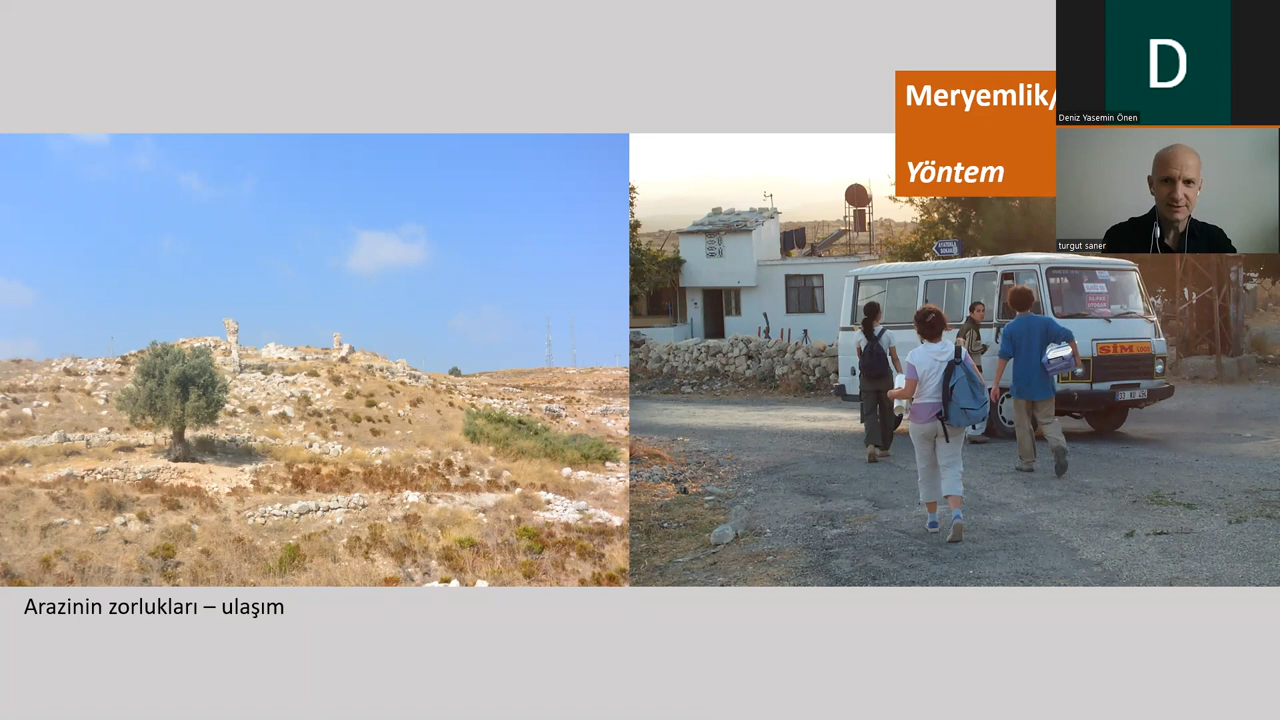 Meryemlik/
Yöntem
D
Deniz Yasemin Önen
turgut saner
SİM
Arazinin zorlukları – ulaşım